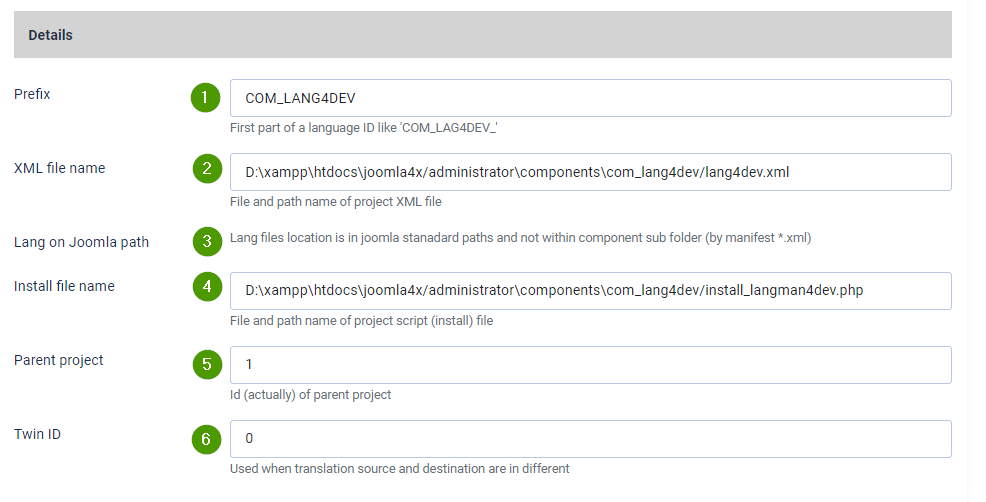 Details
Prefix
1
COM_LANG4DEV
First part of a language ID like 'COM_LAG4DEV_'
XML file name
2
D:\xampp\htdocs\joomla4x/administrator\components\com_lang4dev/lang4dev.xml
File and path name of project XML file
Lang on Joomla path
3
Lang files location is in joomla stanadard paths and not within component sub folder (by manifest *.xml)
Install file name
4
D:\xampp\htdocs\joomla4x/administrator\components\com_lang4dev/install_langman4dev.php
File and path name of project script (install) file
Parent project
5
1
Id (actually) of parent project
Twin ID
6
0
Used when translation source and destination are in different